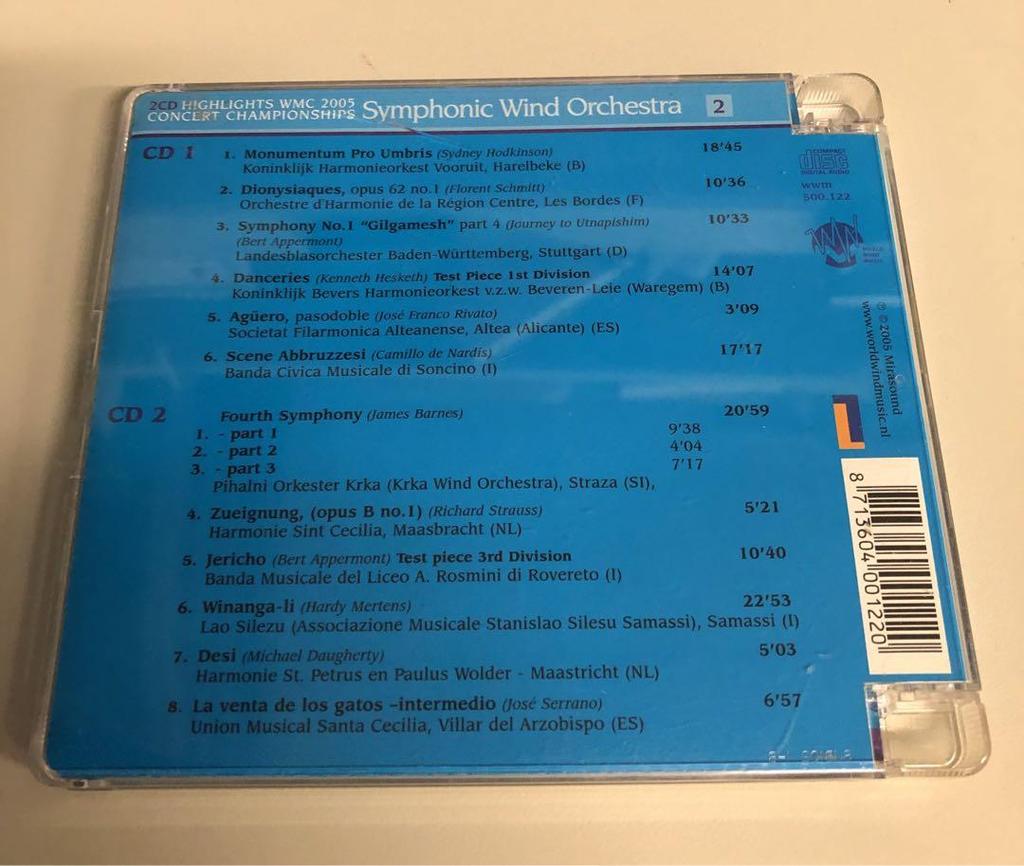 2CD HIGHLIGHTS WMC 2005
CONCERT CHAMPIONSHIPS Symphonic Wind Orchestra 2
CD 1
1. Monumentum Pro Umbris (Sydney Hodkinson) 18'45
Koninklijk Harmonieorkest Vooruit, Harelbeke (B)
2. Dionysiaques, opus 62 no.1 (Florent Schmitt) 10'36
Orchestre d'Harmonie de la Région Centre, Les Bordes (F)
3. Symphony No.1 "Gilgamesh" part 4 (Journey to Utnapishim) 10'33
(Bert Appermont)
Landesblasorchester Baden-Württemberg, Stuttgart (D)
4. Danceries (Kenneth Hesketh) Test Piece 1st Division 14'07
Koninklijk Bevers Harmonieorkest v.z.w. Beveren-Leie (Waregem) (B)
5. Agüero, pasodoble (José Franco Rivato) 3'09
Societat Filarmonica Alteanense, Altea (Alicante) (ES)
6. Scene Abbruzzesi (Camillo de Nardis) 17'17
Banda Civica Musicale di Soncino (I)
CD 2
Fourth Symphony (James Barnes) 20'59
1. - part 1 9'38
2. - part 2 4'04
3. - part 3 7'17
Pihalni Orkester Krka (Krka Wind Orchestra), Straza (SI),
4. Zueignung, (opus B no.1) (Richard Strauss) 5'21
Harmonie Sint Cecilia, Maasbracht (NL)
5. Jericho (Bert Appermont) Test piece 3rd Division 10'40
Banda Musicale del Liceo A. Rosmini di Rovereto (I)
6. Winanga-li (Hardy Mertens) 22'53
Lao Silezu (Associazione Musicale Stanislao Silesu Samassi), Samassi (I)
7. Desi (Michael Daugherty) 5'03
Harmonie St. Petrus en Paulus Wolder - Maastricht (NL)
8. La venta de los gatos –intermedio (José Serrano) 6'57
Union Musical Santa Cecilia, Villar del Arzobispo (ES)
COMPACT
disc
DIGITAL AUDIO
wwm
500.122
WORLD
WIND
MUSIC
℗ © 2005 Mirasound
www.worldwindmusic.nl
8 713604 001220